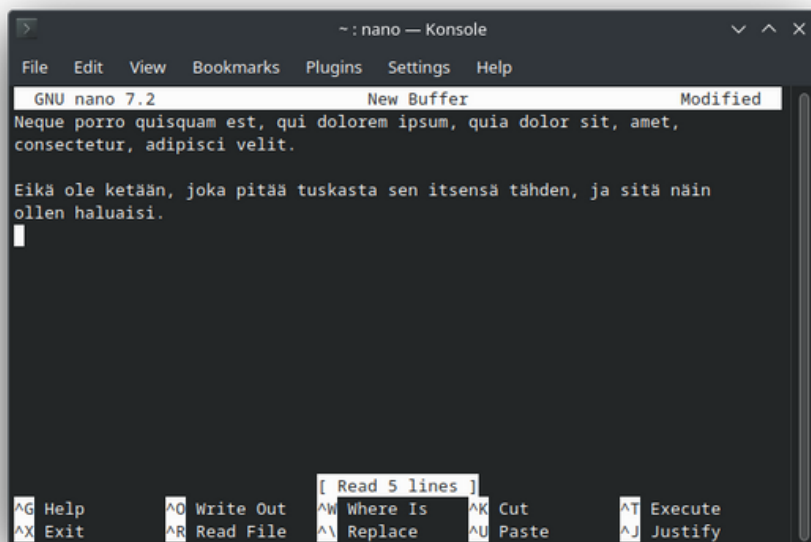 ~ : nano — Konsole
File Edit View Bookmarks Plugins Settings Help
GNU nano 7.2 New Buffer Modified
Neque porro quisquam est, qui dolorem ipsum, quia dolor sit, amet,
consectetur, adipisci velit.
Eikä ole ketään, joka pitää tuskasta sen itsensä tähden, ja sitä näin
ollen haluaisi.
[ Read 5 lines ]
^G Help ^O Write Out ^W Where Is ^K Cut ^T Execute
^X Exit ^R Read File ^\ Replace ^U Paste ^J Justify